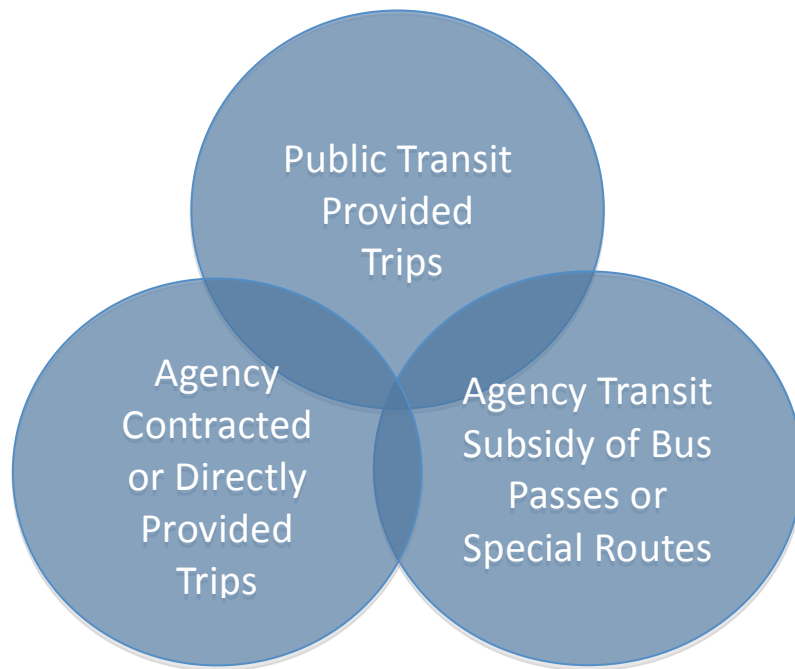 Public Transit
Provided
Trips
Agency
Contracted
or Directly
Provided
Trips
Agency Transit
Subsidy of Bus
Passes or
Special Routes